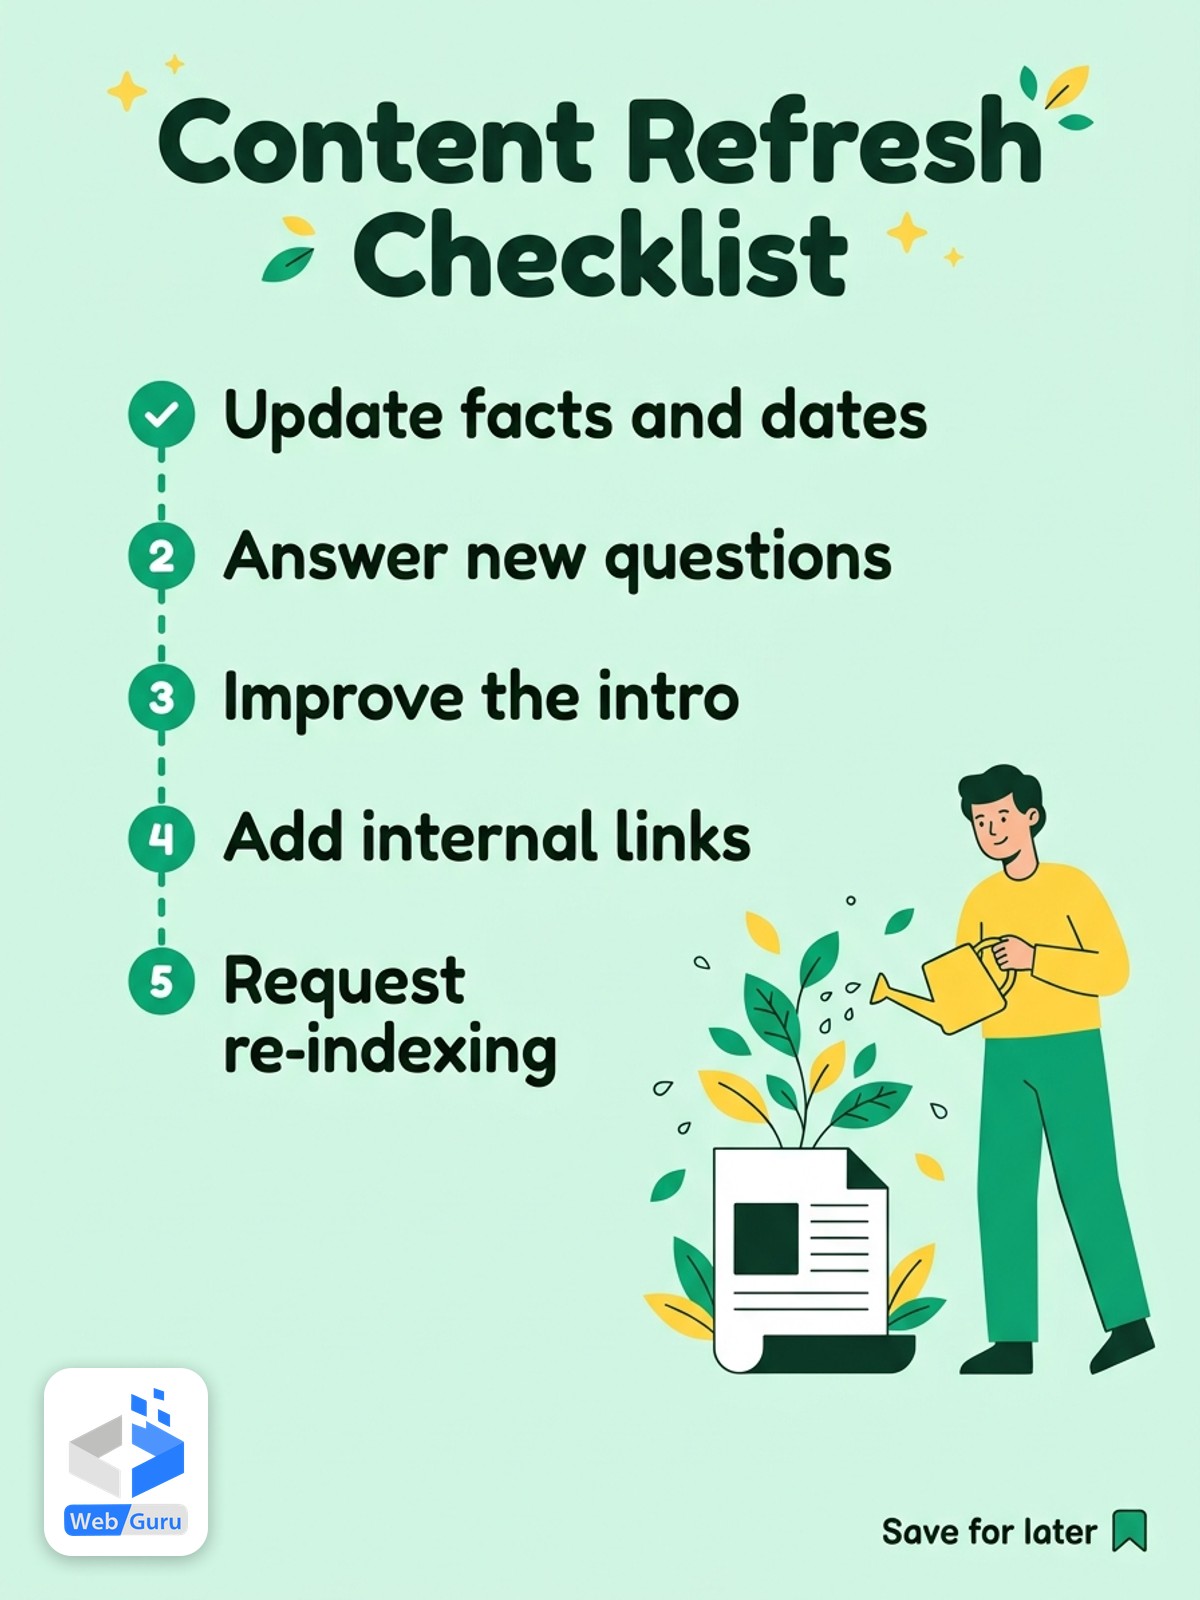 Content Refresh
Checklist
Update facts and dates
2 Answer new questions
3 Improve the intro
4 Add internal links
5 Request
re-indexing
Web Guru
Save for later